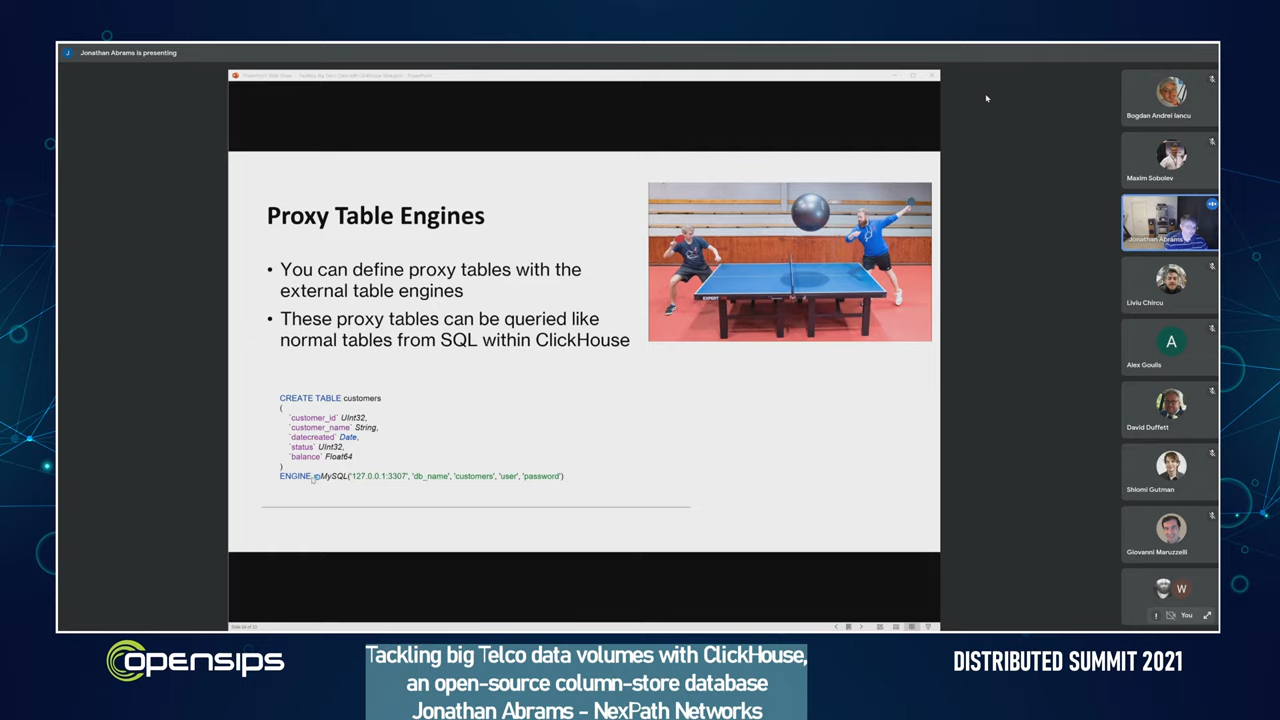 Jonathan Abrams is presenting
Proxy Table Engines
• You can define proxy tables with the
external table engines
• These proxy tables can be queried like
normal tables from SQL within ClickHouse
EXPERT
CREATE TABLE customers
(
`customer_id` UInt32,
`customer_name` String,
`datecreated` Date,
`status` UInt32,
`balance` Float64
)
ENGINE MySQL('127.0.0.1:3307', 'db_name', 'customers', 'user', 'password')
Bogdan Andrei Iancu
Maxim Sobolev
Jonathan Abrams
Liviu Chircu
A
Alex Goulis
David Duffett
Shlomi Gutman
Giovanni Maruzzelli
W
You
opensips
Tackling big Telco data volumes with ClickHouse,
an open-source column-store database
Jonathan Abrams - NexPath Networks
DISTRIBUTED SUMMIT 2021